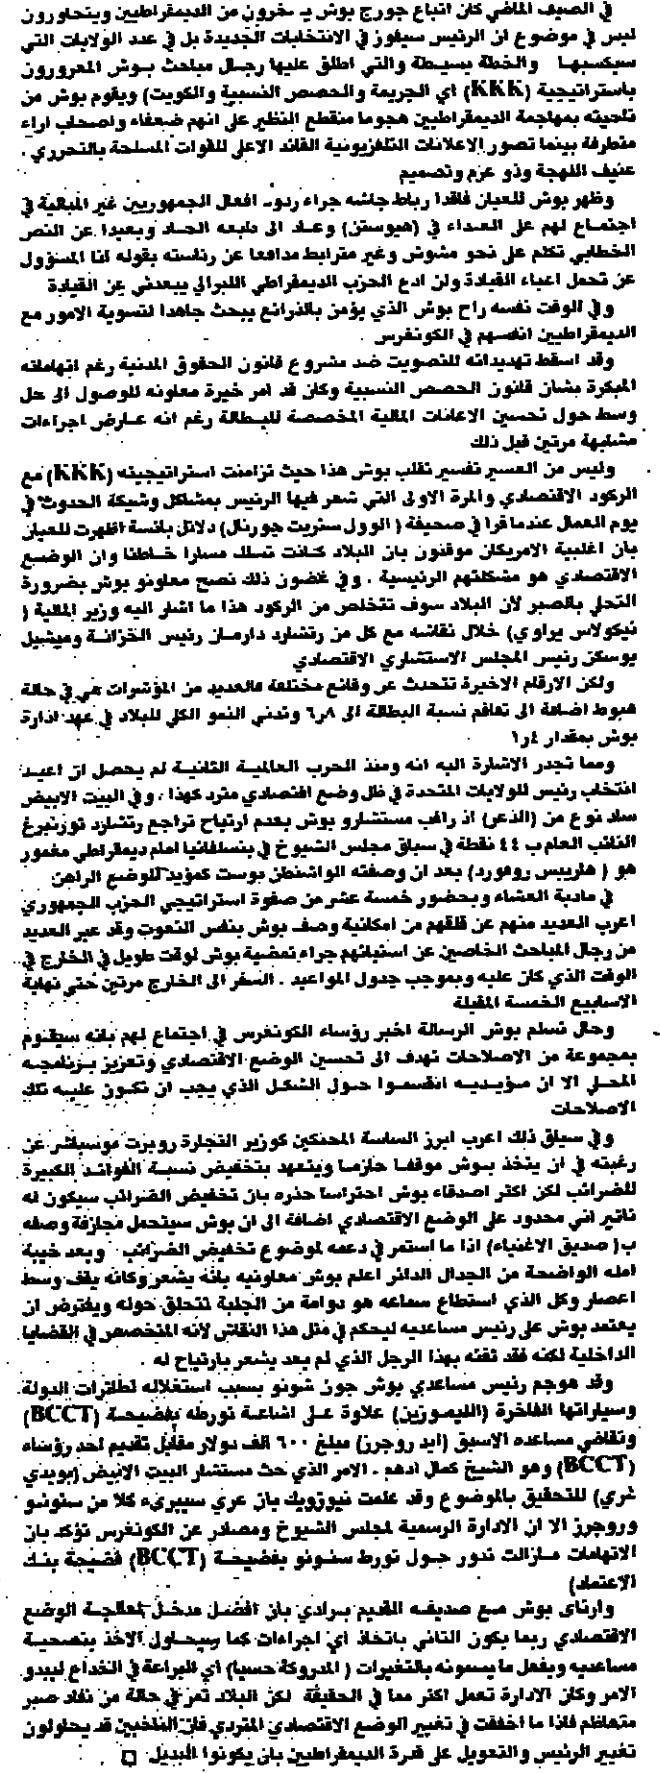 في الصيف الماضي كان اتباع جورج بوش يسخرون من الديمقراطيين ويتحاورون
ليس في موضوع ان الرئيس سيفوز في الانتخابات الجديدة بل في عدد الولايات التي
سيكسبها والخطة بسيطة والتي اطلق عليها رجال مباحث بوش المغرورون
باستراتيجية (KKK) اي الجريمة والحصص النسبية والكويت) ويقوم بوش من
ناحيته بمهاجمة الديمقراطيين هجوما منقطع النظير على انهم ضعفاء واصحاب اراء
متطرفة بينما تصور الاعلانات التلفزيونية القائد الاعلى للقوات المسلحة بالتحرري .
عنيف اللهجة وذو عزم وتصميم
وظهر بوش للعيان فاقدا رباط جاشه جراء ردود افعال الجمهوريين غير المبالية في
اجتماع لهم على العشاء في (هيوستن) وعاد الى طبعه الحاد وبعيدا عن النص
الخطابي تكلم على نحو مشوش وغير مترابط مدافعا عن رئاسته بقوله انا المسؤول
عن تحمل اعباء القيادة ولن ادع الحزب الديمقراطي اللبرالي يبعدني عن القيادة
وفي الوقت نفسه راح بوش الذي يؤمن بالذرائع يبحث جاهدا لتسوية الامور مع
الديمقراطيين انفسهم في الكونغرس
وقد اسقط تهديداته للتصويت ضد مشروع قانون الحقوق المدنية رغم اتهاماته
المبكرة بشان قانون الحصص النسبية وكان قد امر خيرة معاونه للوصول الى حل
وسط حول تحسين الاعانات المالية المخصصة للبطالة رغم انه عارض اجراءات
مشابهة مرتين قبل ذلك
وليس من العسير تفسير تقلب بوش هذا حيث تزامنت استراتيجيته (KKK) مع
الركود الاقتصادي والمرة الاولى التي شعر فيها الرئيس بمشاكل وشيكة الحدوث في
يوم العمال عندما قرا في صحيفة (الوول ستريت جورنال) دلائل بائسة اظهرت للعيان
بان اغلبية الامريكان موقنون بان البلاد كانت تسلك مسارا خاطئا وان الوضع
الاقتصادي هو مشكلتهم الرئيسية . وفي غضون ذلك نصح معاونو بوش بضرورة
التحلي بالصبر لان البلاد سوف تتخلص من الركود هذا ما اشار اليه وزير المالية (
نيكولاس براوي) خلال نقاشه مع كل من رتشارد دارمان رئيس الخزانة وميشيل
بوسكن رئيس المجلس الاستشاري الاقتصادي
ولكن الارقام الاخيرة تتحدث عن وقائع مختلفة فالعديد من المؤشرات هي في حالة
هبوط اضافة الى تفاقم نسبة البطالة الى ٦ر٨ وتدني النمو الكلي للبلاد في عهد ادارة
بوش بمقدار ١ر٤
ومما تجدر الاشارة اليه انه ومنذ الحرب العالمية الثانية لم يحصل ان اعيد
انتخاب رئيس للولايات المتحدة في ظل وضع اقتصادي متردٍ كهذا . وفي البيت الابيض
ساد نوع من (الذعر) اذ راقب مستشارو بوش بعدم ارتياح تراجع رتشارد تورنبرغ
النائب العام بـ ٤٤ نقطة في سباق مجلس الشيوخ في بنسلفانيا امام ديمقراطي مغمور
هو ( هاريس روفورد) بعد ان وصفته الواشنطن بوست كمؤيد للوضع الراهن
في مادبة العشاء وبحضور خمسة عشر من صفوة استراتيجي الحزب الجمهوري
اعرب العديد منهم عن قلقهم من امكانية وصف بوش بنفس النعوت وقد عبر العديد
من رجال المباحث الخاصين عن استيائهم جراء تمضية بوش لوقت طويل في الخارج في
الوقت الذي كان عليه وبموجب جدول المواعيد . السفر الى الخارج مرتين حتى نهاية
الاسابيع الخمسة المقبلة
وحال تسلم بوش الرسالة اخبر رؤساء الكونغرس في اجتماع لهم بانه سيقوم
بمجموعة من الاصلاحات تهدف الى تحسين الوضع الاقتصادي وتعزيز برنامجه
المحلي الا ان مؤيديه انقسموا حول الشكل الذي يجب ان تكون عليه تلك
الاصلاحات
وفي سياق ذلك اعرب ابرز الساسة المحنكين كوزير التجارة روبرت موسباشر عن
رغبته في ان يتخذ بوش موقفا حازما ويتعهد بتخفيض نسبة الفوائد الكبيرة
للضرائب لكن اكثر اصدقاء بوش احتراسا حذره بان تخفيض الضرائب سيكون له
تاثير اني محدود على الوضع الاقتصادي اضافة الى ان بوش سيتحمل مجازفة وصفه
بـ ( صديق الاغنياء) اذا ما استمر في دعمه لموضوع تخفيض الضرائب وبعد خيبة
امله الواضحة من الجدال الدائر اعلم بوش معاونيه بانه يشعر وكانه يقف وسط
اعصار وكل الذي استطاع سماعه هو دوامة من الجلبة تتحلق حوله ويفترض ان
يعتمد بوش على رئيس مساعديه ليحكم في مثل هذا النقاش لانه المتخصص في القضايا
الداخلية لكنه فقد ثقته بهذا الرجل الذي لم يعد يشعر بارتياح له .
وقد هوجم رئيس مساعدي بوش جون شونو بسبب استغلاله لطائرات الدولة
وسياراتها الفاخرة (الليموزين) علاوة على اشاعة تورطه بفضيحة (BCCT)
وتقاضي مساعده الاسبق (ايد روجرز) مبلغ ٦٠٠ الف دولار مقابل تقديم احد رؤساء
(BCCT) وهو الشيخ كمال ادهم . الامر الذي حث مستشار البيت الابيض (بويدي
غري) للتحقيق بالموضوع وقد علمت نيوزويك بان غري سيبرىء كلا من سنونو
وروجرز الا ان الادارة الرسمية لمجلس الشيوخ ومصادر عن الكونغرس تؤكد بان
الاتهامات مازالت تدور حول تورط سنونو بفضيحة (BCCT) فضيحة بنك
الاعتماد)
وارتاى بوش مع صديقه القديم برادي بان افضل مدخل لمعالجة الوضع
الاقتصادي ربما يكون التاني باتخاذ اي اجراءات كما سيحاول الاخذ بنصحية
مساعديه ويفعل ما يسمونه بالتغيرات ( المدروكة حسيا) اي البراعة في الخداع ليبدو
الامر وكان الادارة تعمل اكثر مما في الحقيقة لكن البلاد تمر في حالة من نفاد صبر
متعاظم فاذا ما اخفقت في تغيير الوضع الاقتصادي المتردي فان الناخبين قد يحاولون
تغيير الرئيس والتعويل على قدرة الديمقراطيين بان يكونوا البديل □